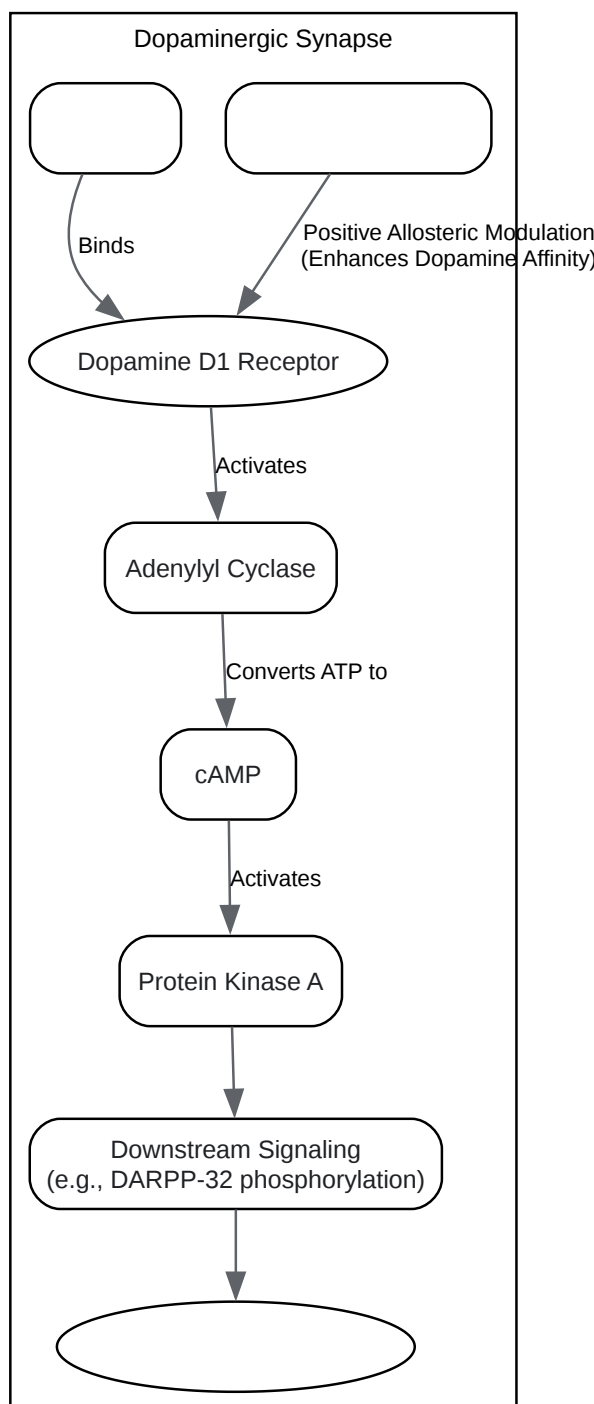 Dopaminergic Synapse
Binds
Positive Allosteric Modulation
(Enhances Dopamine Affinity)
Dopamine D1 Receptor
Activates
Adenylyl Cyclase
Converts ATP to
cAMP
Activates
Protein Kinase A
Downstream Signaling
(e.g., DARPP-32 phosphorylation)